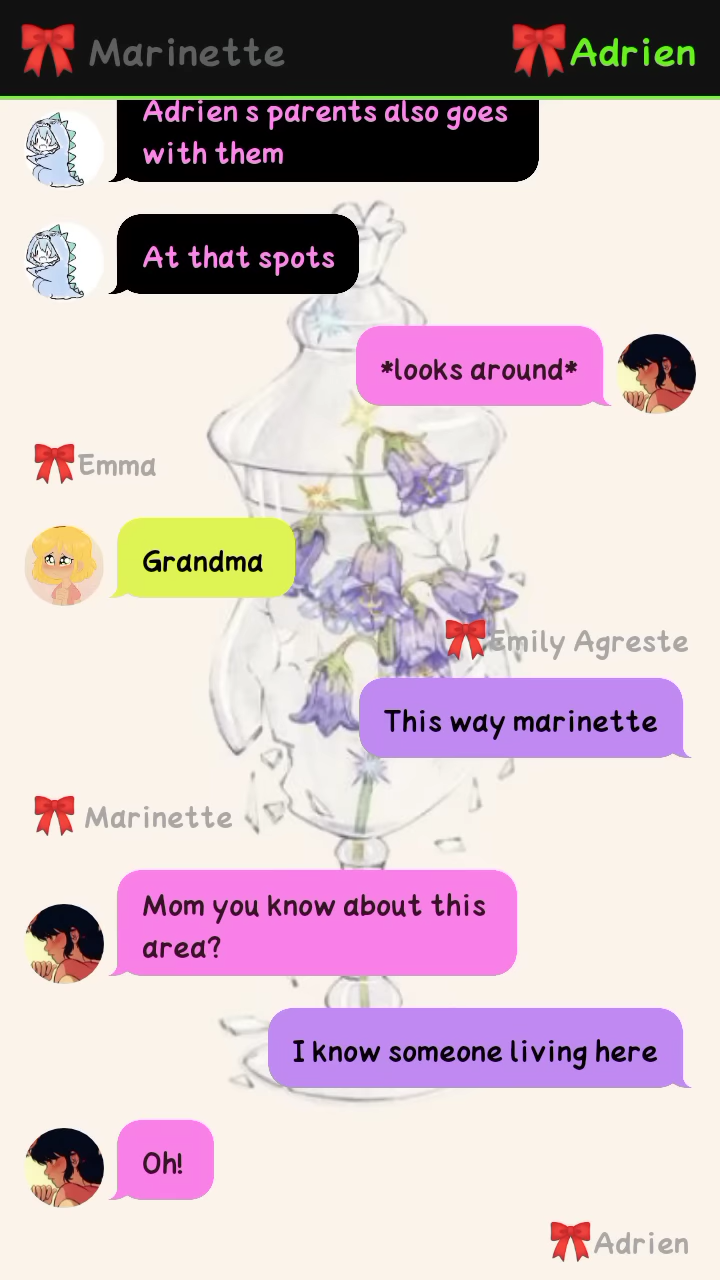 🎀 Marinette
🎀Adrien
Adrien s parents also goes
with them
At that spots
*looks around*
🎀Emma
Grandma
🎀Emily Agreste
This way marinette
🎀 Marinette
Mom you know about this
area?
I know someone living here
Oh!
🎀Adrien